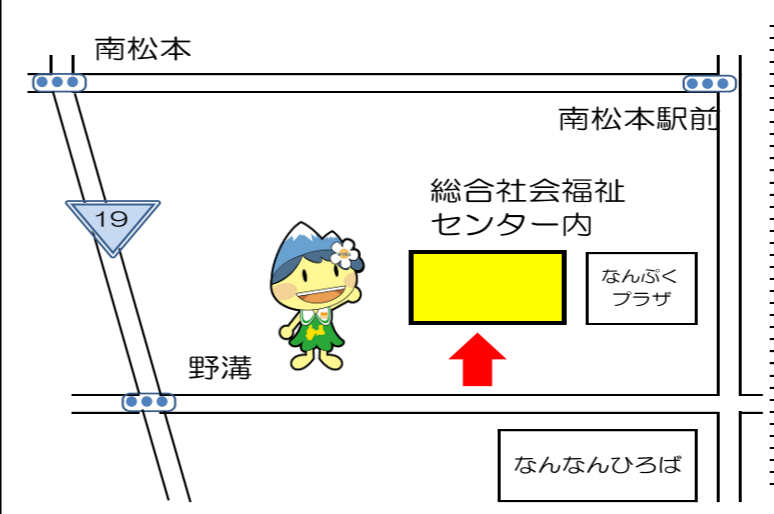 南松本
南松本駅前
総合社会福祉
センター内
19
なんぷく
プラザ
野溝
なんなんひろば